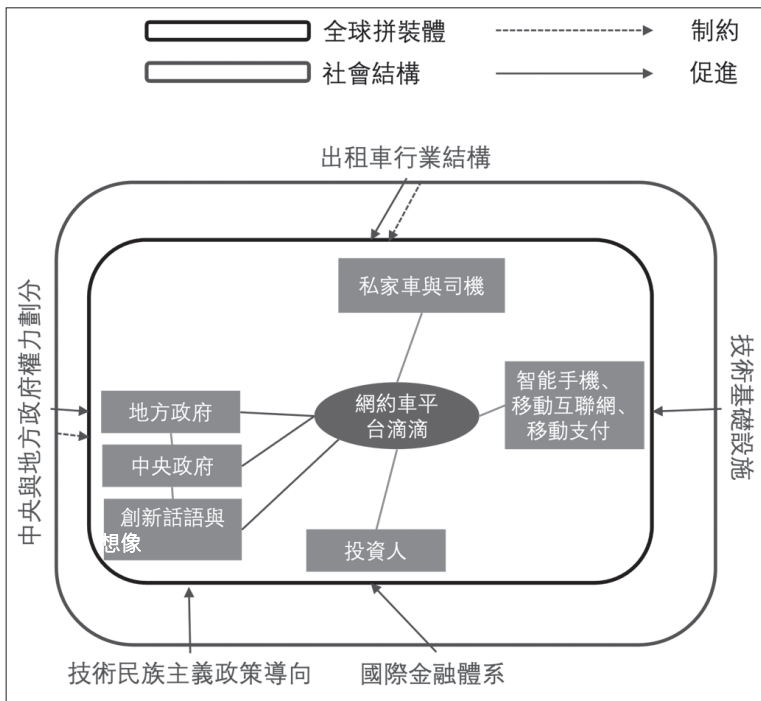 全球拼裝體
制約
社會結構
促進
出租車行業結構
中央與地方政府權力劃分
私家車與司機
智能手機、
移動互聯網、
移動支付
技術基礎設施
網約車平
台滴滴
地方政府
中央政府
創新話語與
想像
投資人
技術民族主義政策導向
國際金融體系